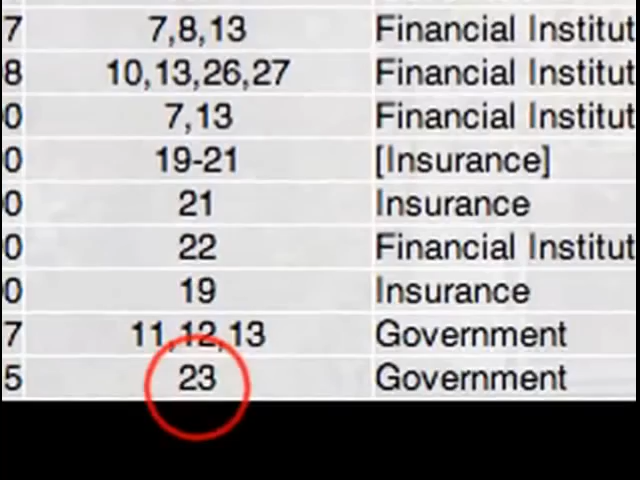 7 7,8,13 Financial Institut
8 10,13,26,27 Financial Institut
0 7,13 Financial Institut
0 19-21 [Insurance]
0 21 Insurance
0 22 Financial Institut
0 19 Insurance
7 11,12,13 Government
5 23 Government